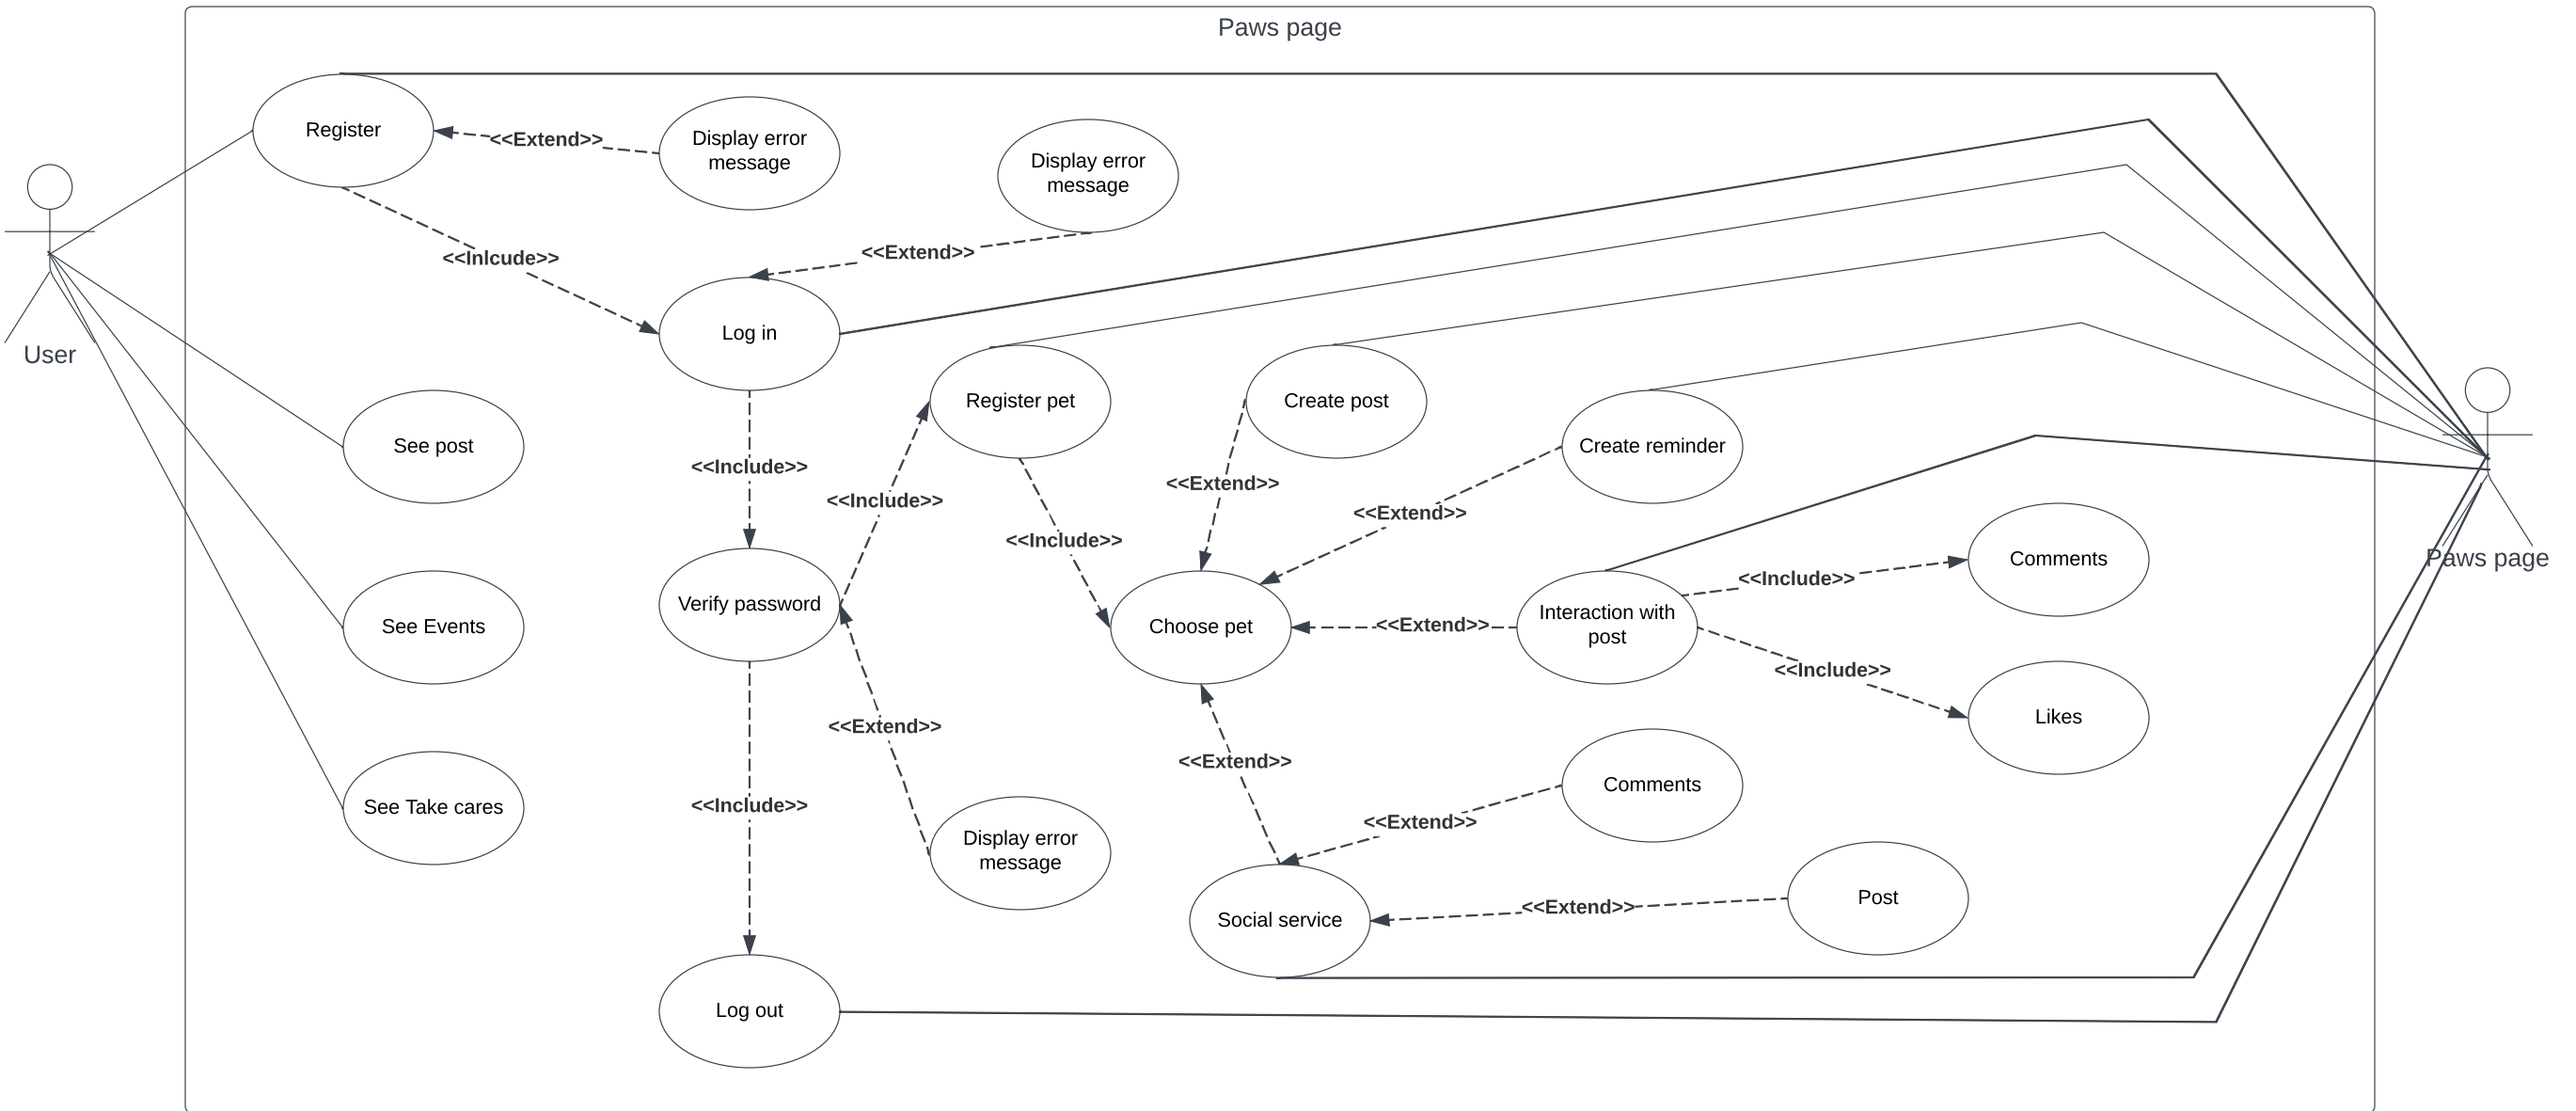 Paws page
Register
<<Extend>>
Display error
message
Display error
message
<<Inlcude>>
<<Extend>>
User
Log in
Register pet
Create post
Create reminder
See post
<<Include>>
<<Include>>
<<Extend>>
<<Extend>>
<<Include>>
Comments
Paws page
<<Include>>
Verify password
See Events
Choose pet
<<Extend>>
Interaction with
post
<<Include>>
Likes
<<Extend>>
<<Extend>>
Comments
See Take cares
<<Include>>
<<Extend>>
Display error
message
Post
<<Extend>>
Social service
Log out